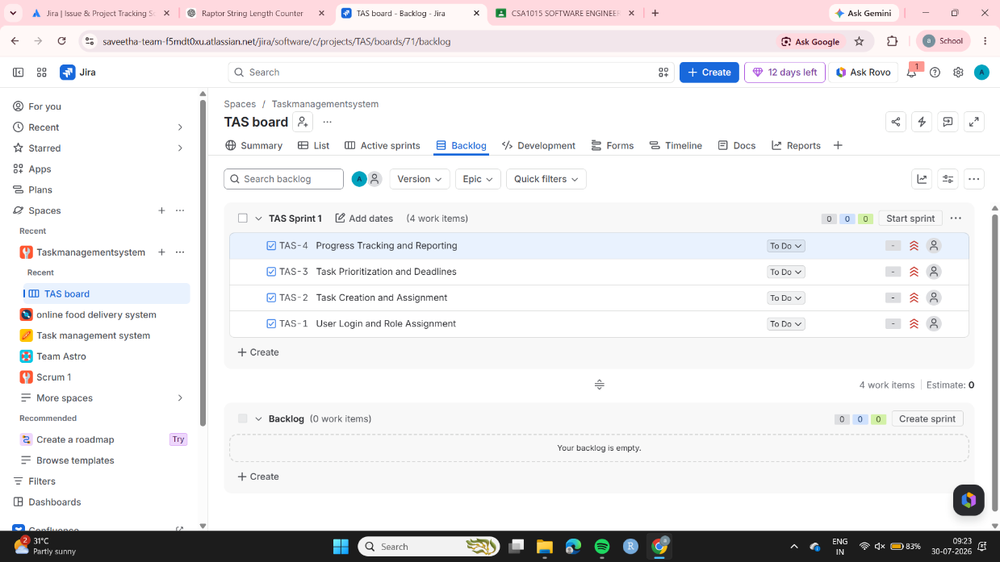 Jira | Issue & Project Tracking So
Raptor String Length Counter
TAS board - Backlog - Jira
CSA1015 SOFTWARE ENGINEER
Ask Gemini
saveetha-team-f5mdt0xu.atlassian.net/jira/software/c/projects/TAS/boards/71/backlog
Ask Google
a School
Jira
Search
Create
12 days left
Ask Rovo
1
A
For you
Recent
Starred
Apps
Plans
Spaces
Recent
Taskmanagementsystem
Recent
TAS board
online food delivery system
Task management system
Team Astro
Scrum 1
More spaces
Recommended
Create a roadmap Try
Browse templates
Filters
Dashboards
Spaces / Taskmanagementsystem
TAS board
Summary List Active sprints Backlog Development Forms Timeline Docs Reports
Search backlog A Version Epic Quick filters
TAS Sprint 1 Add dates (4 work items) 0 0 0 Start sprint
TAS-4 Progress Tracking and Reporting To Do -
TAS-3 Task Prioritization and Deadlines To Do -
TAS-2 Task Creation and Assignment To Do -
TAS-1 User Login and Role Assignment To Do -
Create
4 work items Estimate: 0
Backlog (0 work items) 0 0 0 Create sprint
Your backlog is empty.
Create
2
31°C
Partly sunny
Search
R
a
ENG
IN
83%
09:23
30-07-2026